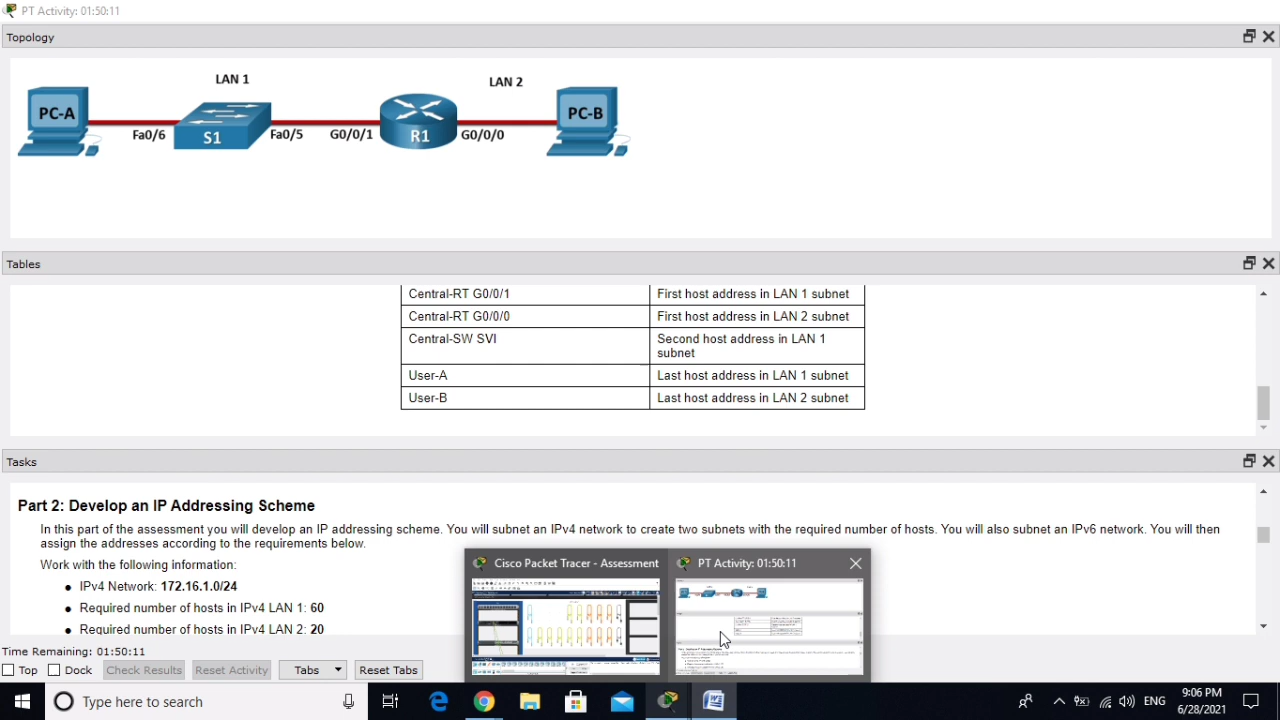 PT Activity: 01:50:11
Topology
LAN 1
LAN 2
PC-A
S1
R1
PC-B
Fa0/6
Fa0/5
G0/0/1
G0/0/0
Tables
Central-RT G0/0/1 First host address in LAN 1 subnet
Central-RT G0/0/0 First host address in LAN 2 subnet
Central-SW SVI Second host address in LAN 1
subnet
User-A Last host address in LAN 1 subnet
User-B Last host address in LAN 2 subnet
Tasks
Part 2: Develop an IP Addressing Scheme
In this part of the assessment you will develop an IP addressing scheme. You will subnet an IPv4 network to create two subnets with the required number of hosts. You will also subnet an IPv6 network. You will then
assign the addresses according to the requirements below.
Work with the following information:
• IPv4 Network: 172.16.1.0/24
• Required number of hosts in IPv4 LAN 1: 60
• Required number of hosts in IPv4 LAN 2: 20
Cisco Packet Tracer - Assessment
PT Activity: 01:50:11
Time Remaining: 01:50:11
Dock
Check Results
Reset Activity
Tabs
Reset Tabs
Type here to search
ENG
9:06 PM
6/28/2021